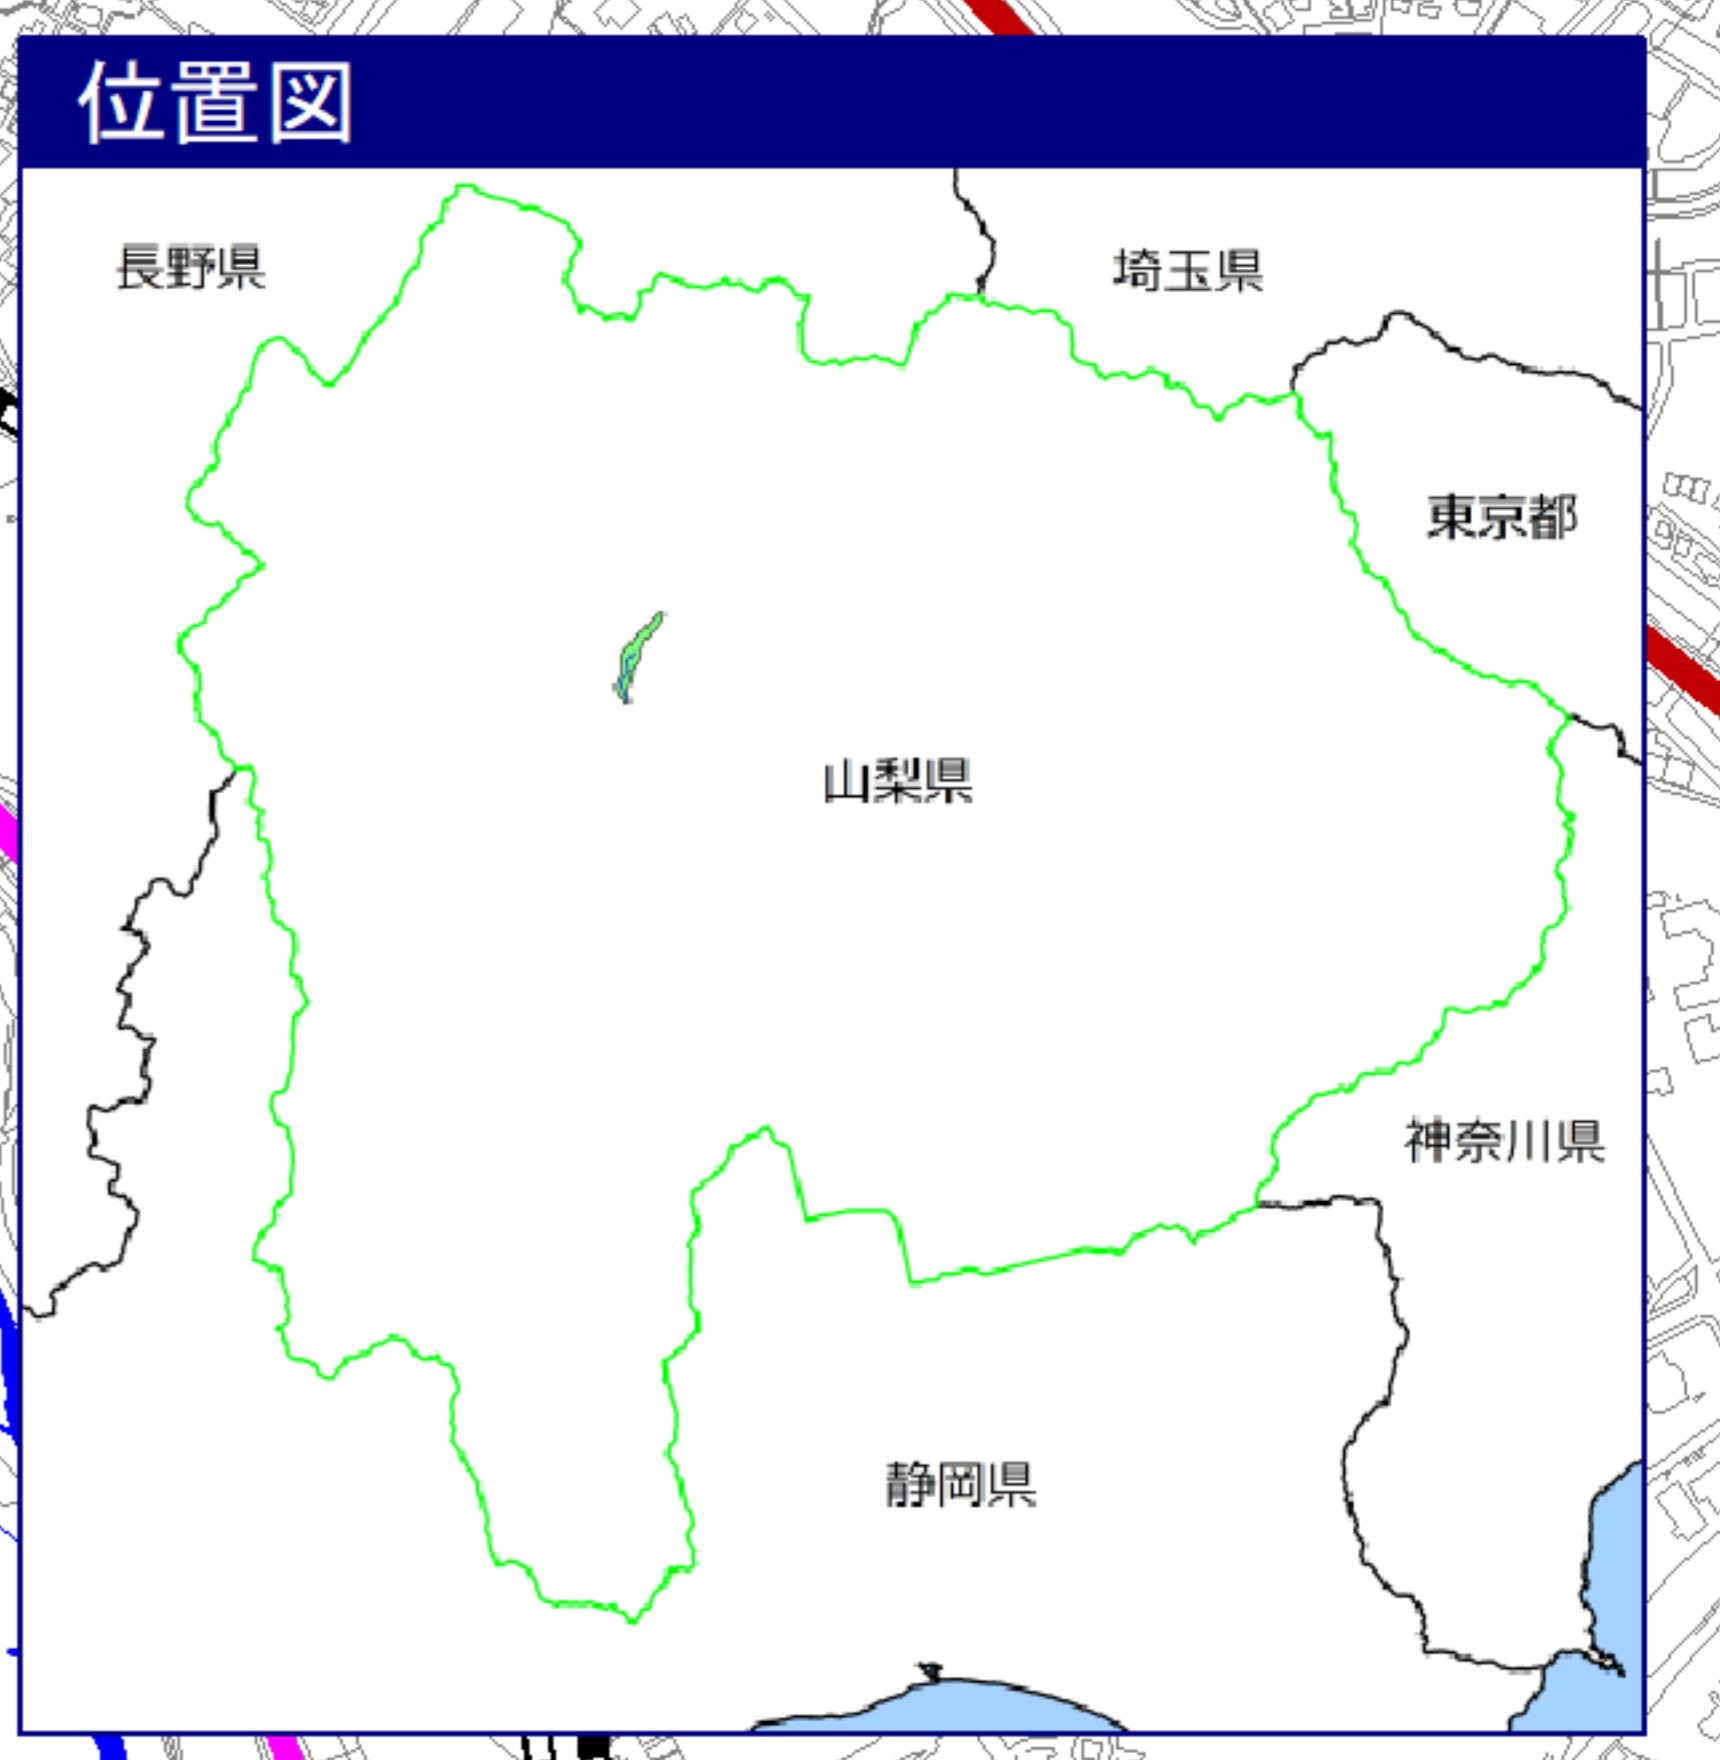 位置図
長野県
埼玉県
東京都
山梨県
神奈川県
静岡県